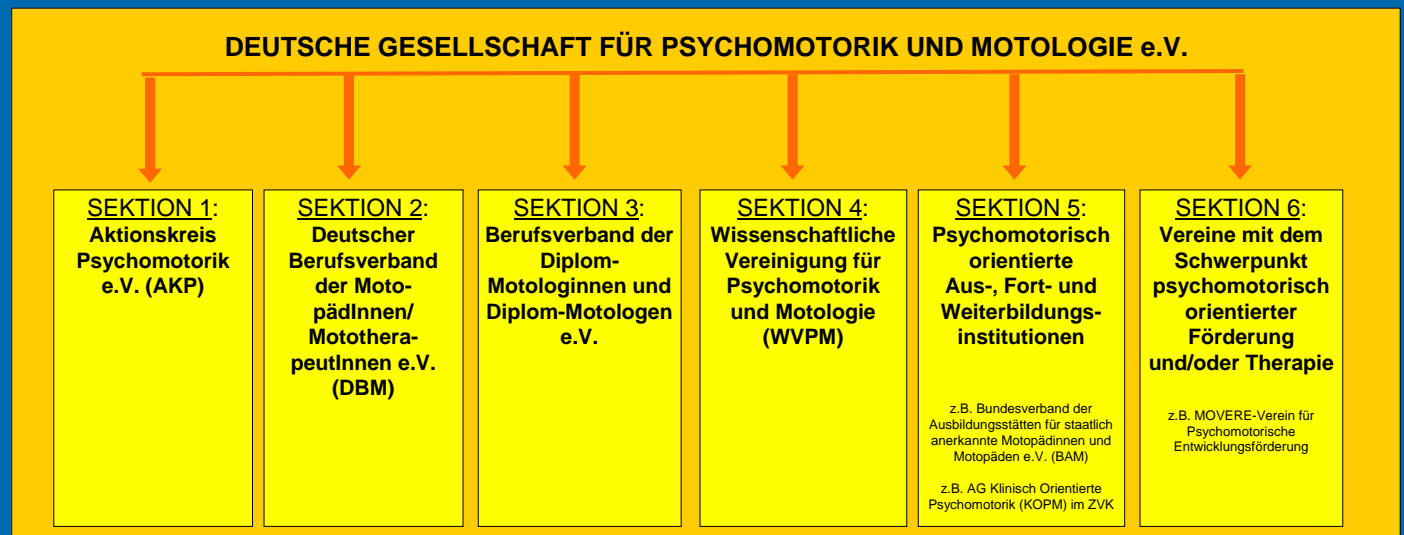 DEUTSCHE GESELLSCHAFT FÜR PSYCHOMOTORIK UND MOTOLOGIE e.V.
SEKTION 1:
Aktionskreis
Psychomotorik
e.V. (AKP)
SEKTION 2:
Deutscher
Berufsverband
der Moto-
pädInnen/
Motothera-
peutInnen e.V.
(DBM)
SEKTION 3:
Berufsverband der
Diplom-
Motologinnen und
Diplom-Motologen
e.V.
SEKTION 4:
Wissenschaftliche
Vereinigung für
Psychomotorik
und Motologie
(WVPM)
SEKTION 5:
Psychomotorisch
orientierte
Aus-, Fort- und
Weiterbildungs-
institutionen
z.B. Bundesverband der
Ausbildungsstätten für staatlich
anerkannte Motopädinnen und
Motopäden e.V. (BAM)
z.B. AG Klinisch Orientierte
Psychomotorik (KOPM) im ZVK
SEKTION 6:
Vereine mit dem
Schwerpunkt
psychomotorisch
orientierter
Förderung
und/oder Therapie
z.B. MOVERE-Verein für
Psychomotorische
Entwicklungsförderung